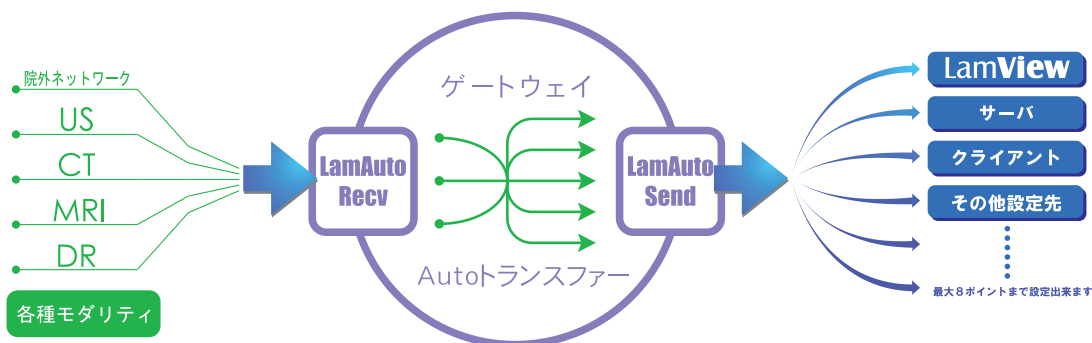 院外ネットワーク
US
CT
MRI
DR
各種モダリティ
LamAuto
Recv
ゲートウェイ
Autoトランスファー
LamAuto
Send
LamView
サーバ
クライアント
その他設定先
最大8ポイントまで設定出来ます